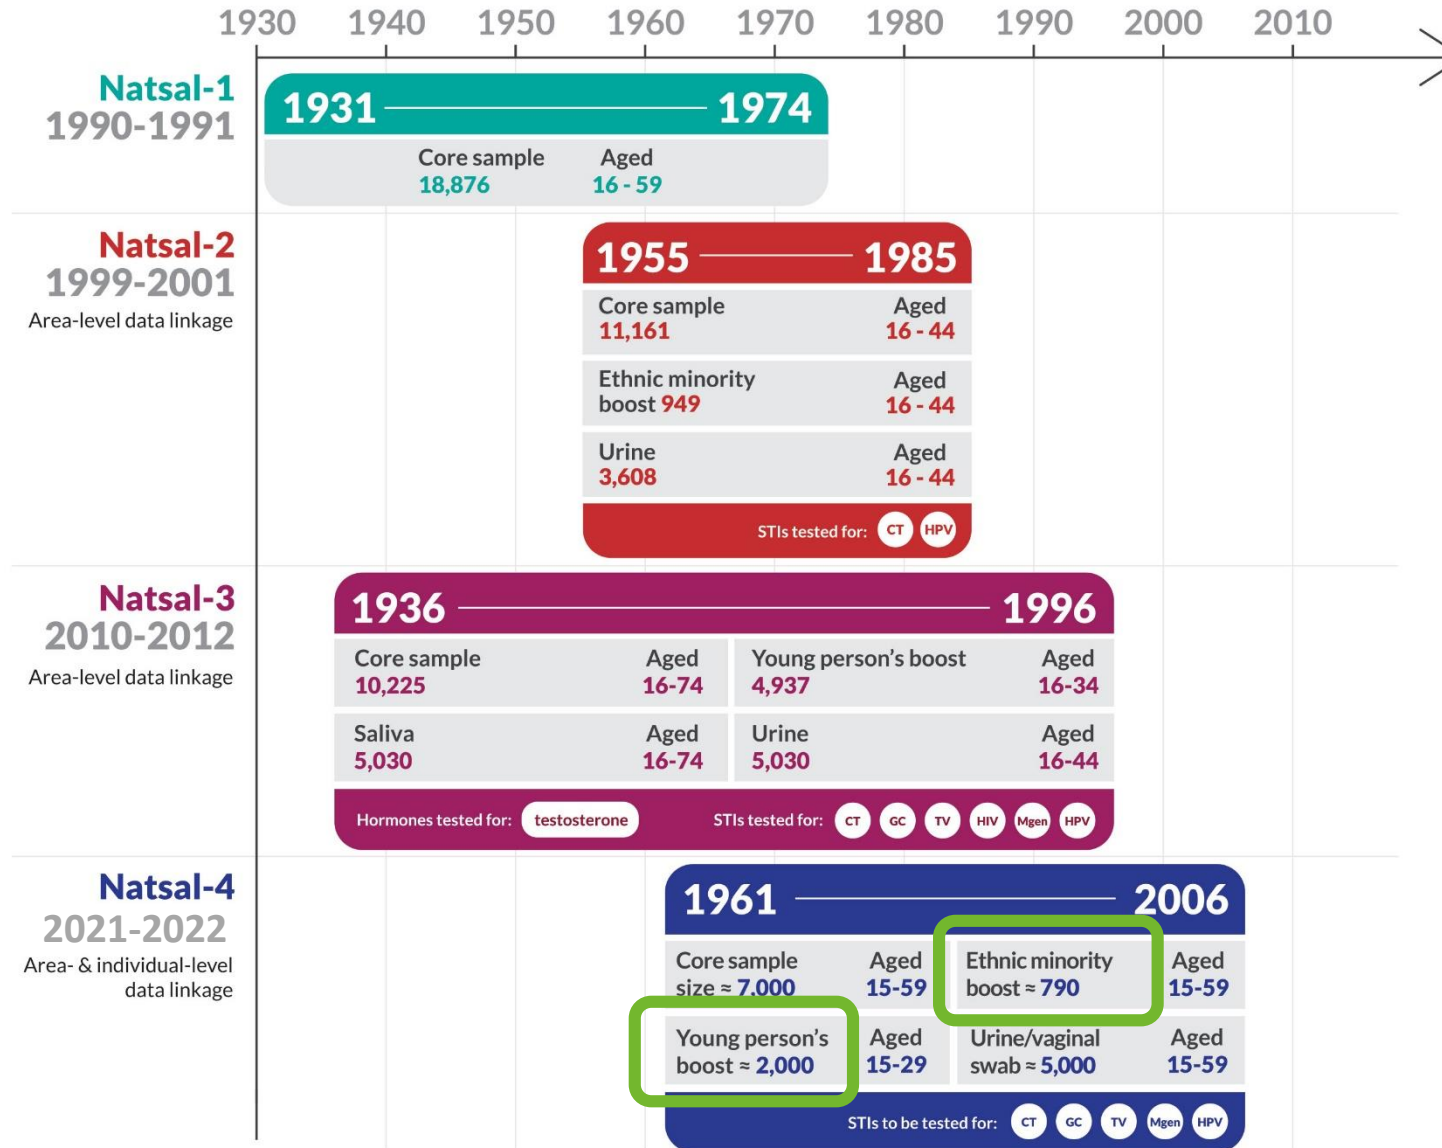 1930 1940 1950 1960 1970 1980 1990 2000 2010
Natsal-1
1990-1991
1931 1974
Core sample
18,876
Aged
16 - 59
Natsal-2
1999-2001
Area-level data linkage
1955 1985
Core sample
11,161
Aged
16 - 44
Ethnic minority
boost 949
Aged
16 - 44
Urine
3,608
Aged
16 - 44
STIs tested for: CT HPV
Natsal-3
2010-2012
Area-level data linkage
1936 1996
Core sample
10,225
Aged
16-74
Young person's boost
4,937
Aged
16-34
Saliva
5,030
Aged
16-74
Urine
5,030
Aged
16-44
Hormones tested for: testosterone
STIs tested for: CT GC TV HIV Mgen HPV
Natsal-4
2021-2022
Area- & individual-level
data linkage
1961 2006
Core sample
size ≈ 7,000
Aged
15-59
Ethnic minority
boost ≈ 790
Aged
15-59
Young person's
boost ≈ 2,000
Aged
15-29
Urine/vaginal
swab ≈ 5,000
Aged
15-59
STIs to be tested for: CT GC TV Mgen HPV